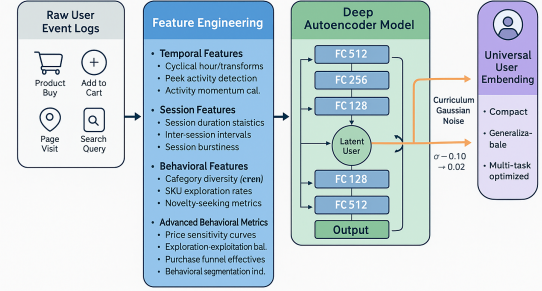 Raw User
Event Logs
Product
Buy
Add to
Cart
Page
Visit
Search
Query
Feature Engineering
• Temporal Features
• Cyclical hour/transforms
• Peek activity detection
• Activity momentum cal.
• Session Features
• Session duration staistics
• Inter-session intervals
• Session burstiness
• Behavioral Features
• Cafegory diversity (cren)
• SKU exploration rates
• Novelty-seeking metrics
• Advanced Behavioral Metrics
• Price sensitivity curves
• Exploration-exploitation bal.
• Purchase funnel effectives
• Behavioral segmentation ind.
Deep
Autoencoder Model
FC 512
FC 256
FC 128
Latent
User
FC 128
FC 512
Output
Curriculum
Gaussian
Noise
σ – 0.10
→ 0.02
Universal
User
Embending
• Compact
• Generaliza-
bale
• Multi-task
optimized